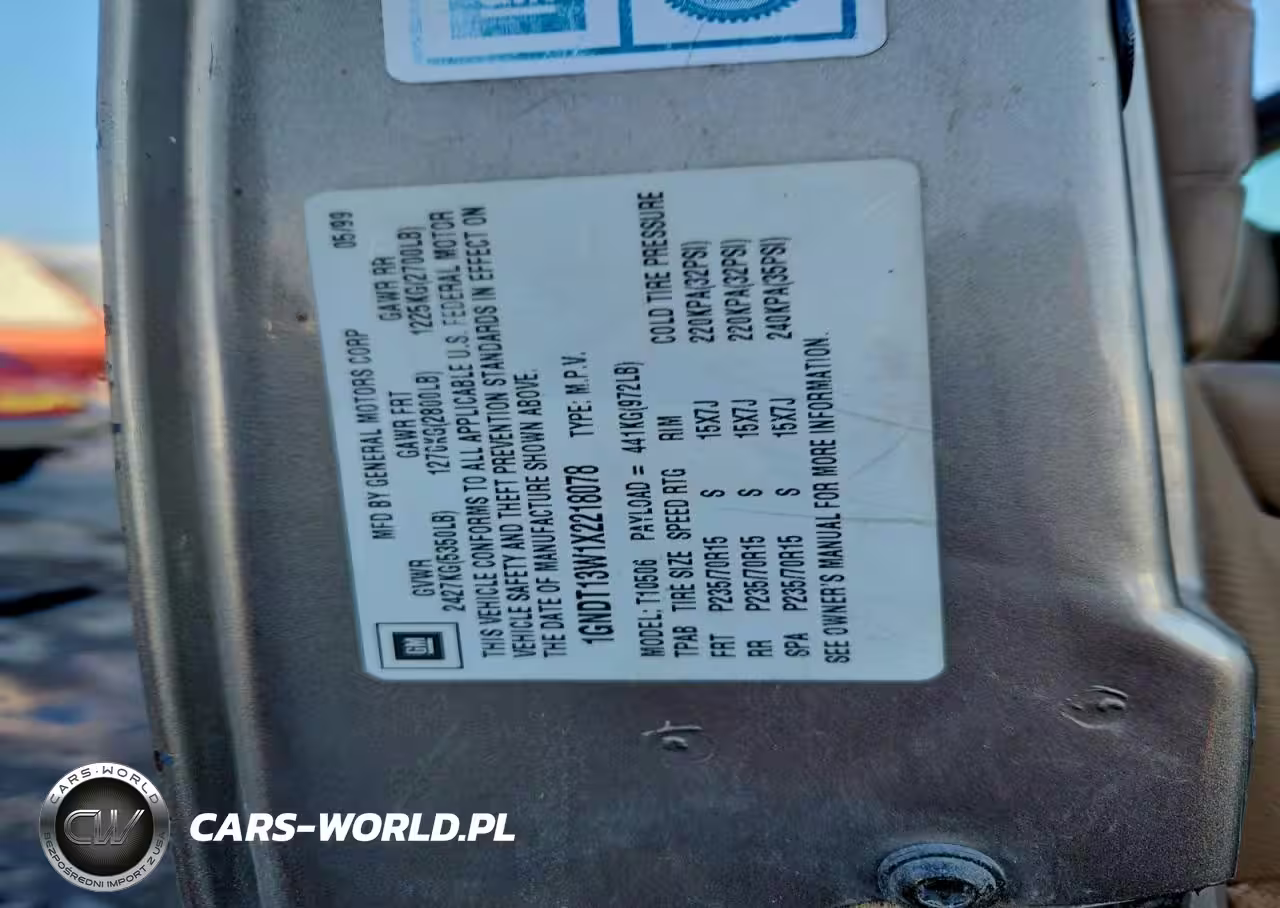 MFD BY GENERAL MOTORS CORP 05/99
GVWR GAWR FRT GAWR RR
2427KG(5350LB) 1270KG(2800LB) 1225KG(2700LB)
THIS VEHICLE CONFORMS TO ALL APPLICABLE U.S. FEDERAL MOTOR
VEHICLE SAFETY AND THEFT PREVENTION STANDARDS IN EFFECT ON
THE DATE OF MANUFACTURE SHOWN ABOVE.
1GNDT13W1X2218078 TYPE: M.P.V.
MODEL: T10506 PAYLOAD = 441KG(972LB)
TPAB TIRE SIZE SPEED RTG RIM COLD TIRE PRESSURE
FRT P235/70R15 S 15X7J 220KPA(32PSI)
RR P235/70R15 S 15X7J 220KPA(32PSI)
SPA P235/70R15 S 15X7J 240KPA(35PSI)
SEE OWNER'S MANUAL FOR MORE INFORMATION.
GM
CARS-WORLD
CW
BEZPOŚREDNI IMPORT Z USA
CARS-WORLD.PL